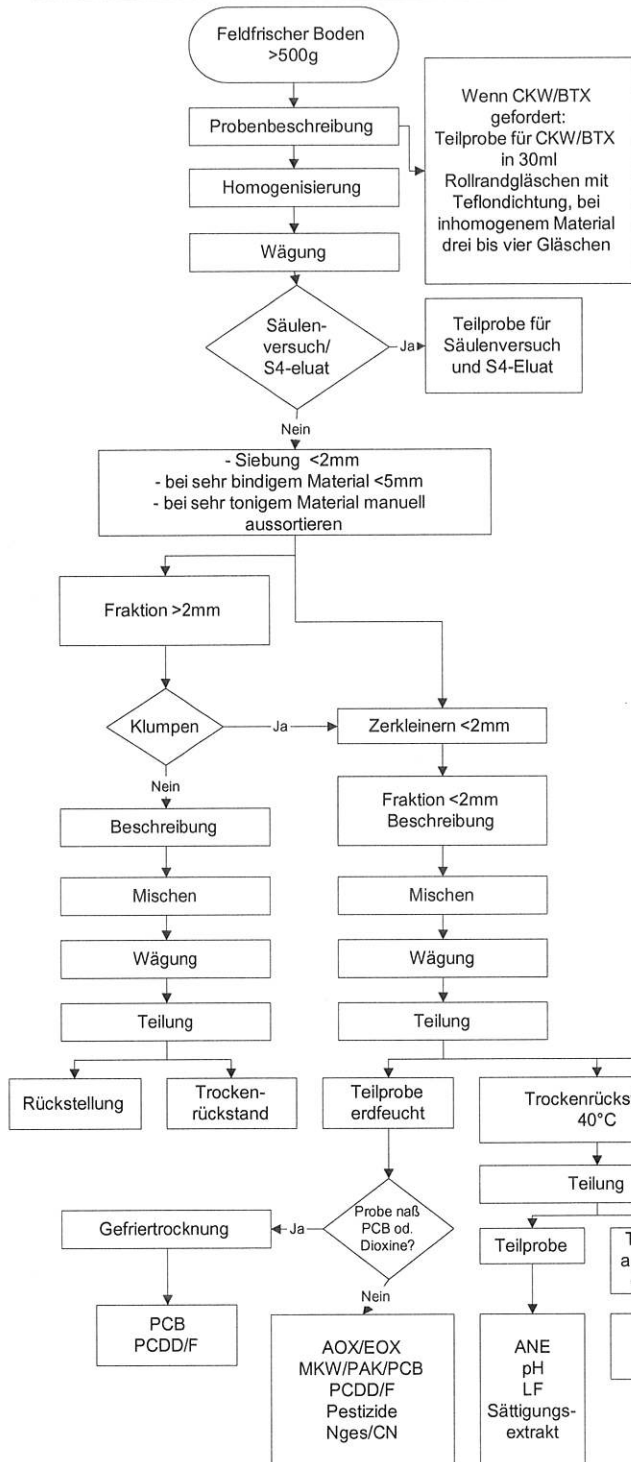 Feldfrischer Boden
>500g
Probenbeschreibung
Wenn CKW/BTX
gefordert:
Teilprobe für CKW/BTX
in 30ml
Rollrandgläschen mit
Teflondichtung, bei
inhomogenem Material
drei bis vier Gläschen
Homogenisierung
Wägung
Säulen-
versuch/
S4-eluat
Ja
Teilprobe für
Säulenversuch
und S4-Eluat
Nein
- Siebung <2mm
- bei sehr bindigem Material <5mm
- bei sehr tonigem Material manuell
aussortieren
Fraktion >2mm
Klumpen
Ja
Zerkleinern <2mm
Nein
Beschreibung
Fraktion <2mm
Beschreibung
Mischen
Mischen
Wägung
Wägung
Teilung
Teilung
Rückstellung
Trocken-
rückstand
Teilprobe
erdfeucht
40°C
Teilung
Gefriertrocknung
Ja
Probe naß
PCB od.
Dioxine?
Teilprobe
Nein
PCB
PCDD/F
AOX/EOX
MKW/PAK/PCB
PCDD/F
Pestizide
Nges/CN
ANE
pH
LF
Sättigungs-
extrakt